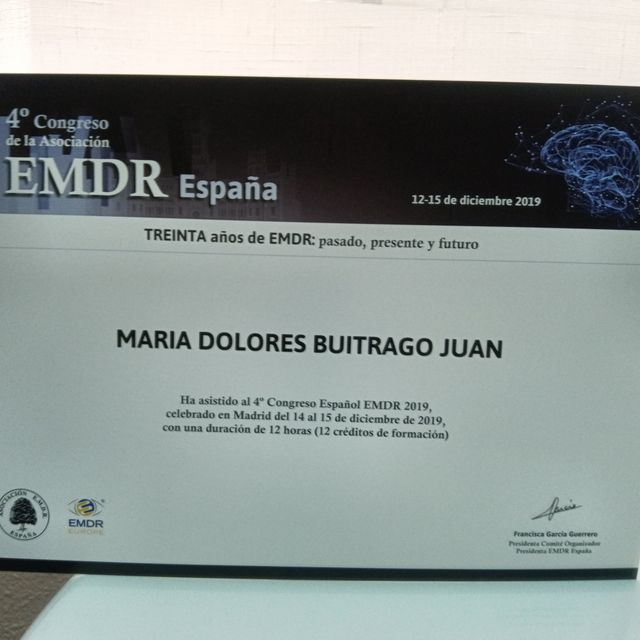 4º Congreso
de la Asociación
EMDR España
12-15 de diciembre 2019
TREINTA años de EMDR: pasado, presente y futuro
MARIA DOLORES BUITRAGO JUAN
Ha asistido al 4º Congreso Español EMDR 2019,
celebrado en Madrid del 14 al 15 de diciembre de 2019,
con una duración de 12 horas (12 créditos de formación)
ASOCIACIÓN E.M.D.R.
ESPAÑA
EMDR
EUROPE
Francisca García Guerrero
Presidenta Comité Organizador
Presidenta EMDR España